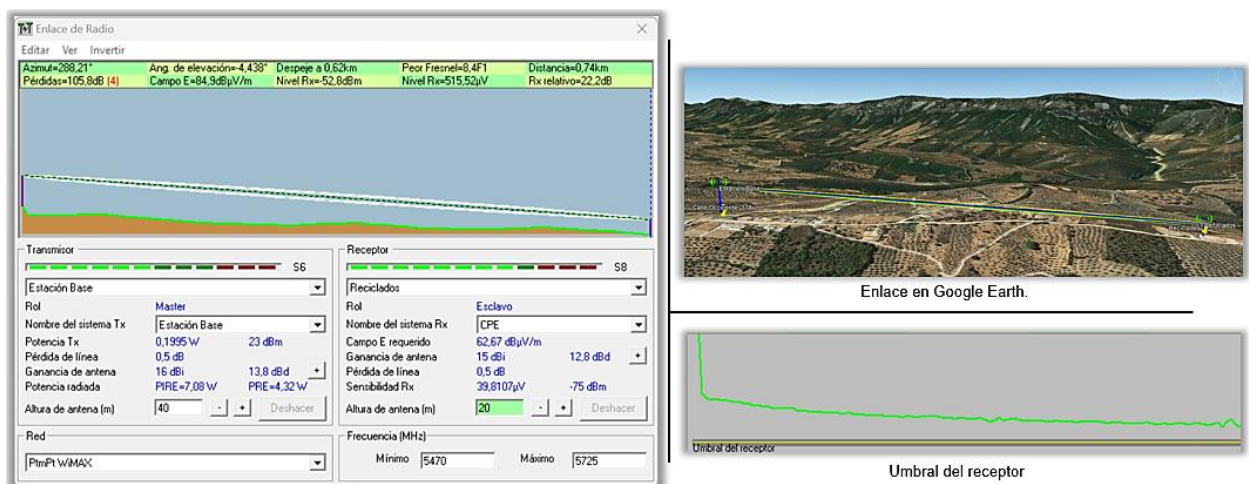 Enlace de Radio
Editar Ver Invertir
Azimut=288,21° Ang. de elevación=-4,438° Despeje a 0,62km Peor Fresnel=8,4F1 Distancia=0,74km
Pérdidas=105,8dB (4) Campo E=84,9dBµV/m Nivel Rx=-52,8dBm Nivel Rx=515,52µV Rx relativo=22,2dB
Transmisor
S6
Estación Base
Rol Master
Nombre del sistema Tx Estación Base
Potencia Tx 0,1995 W 23 dBm
Pérdida de línea 0,5 dB
Ganancia de antena 16 dBi 13,8 dBd +
Potencia radiada PIRE=7,08 W PRE=4,32 W
Altura de antena (m) 40 - + Deshacer
Red
PtmPt WiMAX
Receptor
S8
Reciclados
Rol Esclavo
Nombre del sistema Rx CPE
Campo E requerido 62,67 dBµV/m
Ganancia de antena 15 dBi 12,8 dBd +
Pérdida de línea 0,5 dB
Sensibilidad Rx 39,8107µV -75 dBm
Altura de antena (m) 20 - + Deshacer
Frecuencia (MHz)
Mínimo 5470 Máximo 5725
Estación Base
Reciclados
Enlace en Google Earth.
Umbral del receptor
Umbral del receptor